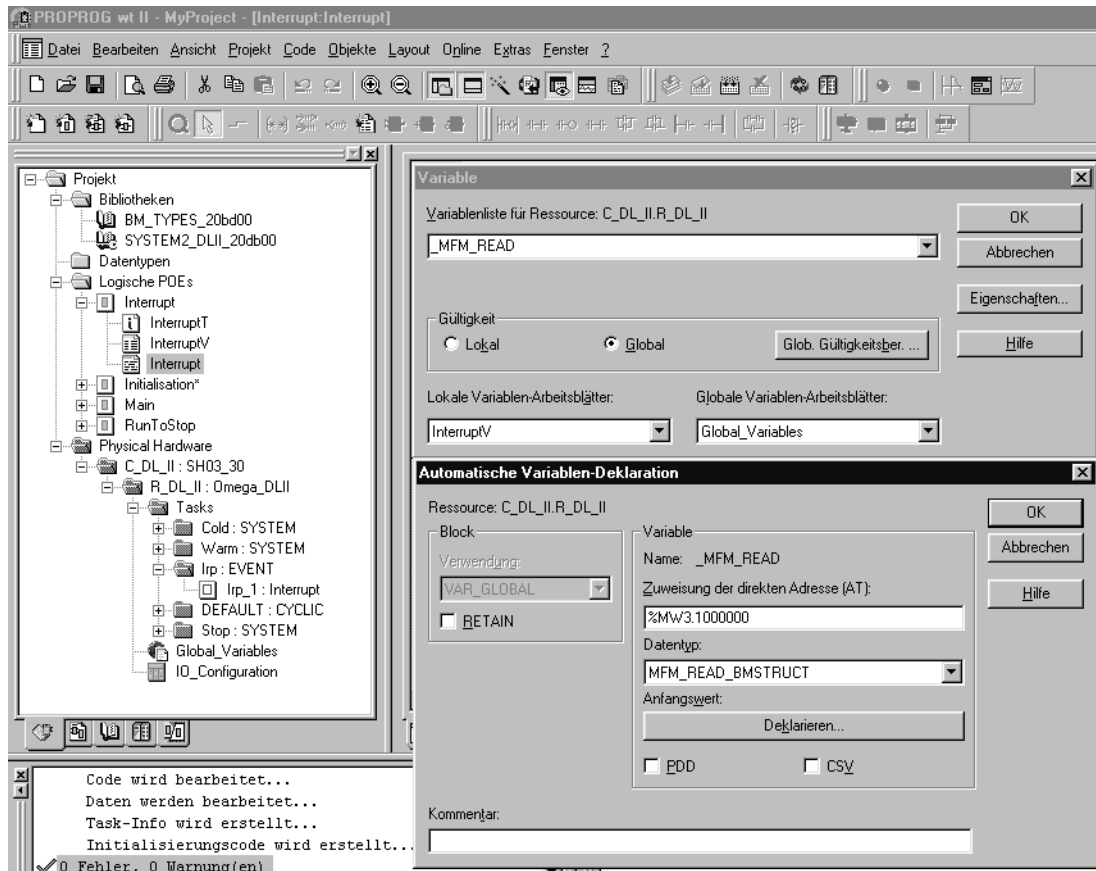 PROPROG wt II - MyProject - [Interrupt:Interrupt]
Datei Bearbeiten Ansicht Projekt Code Objekte Layout Online Extras Fenster ?
Projekt
Bibliotheken
BM_TYPES_20bd00
SYSTEM2_DLII_20db00
Datentypen
Logische POEs
Interrupt
InterruptT
InterruptV
Interrupt
Initialisation*
Main
RunToStop
Physical Hardware
C_DL_II : SH03_30
R_DL_II : Omega_DLII
Tasks
Cold : SYSTEM
Warm : SYSTEM
Irp : EVENT
Irp_1 : Interrupt
DEFAULT : CYCLIC
Stop : SYSTEM
Global_Variables
IO_Configuration
Variable
Variablenliste für Ressource: C_DL_II.R_DL_II
OK
_MFM_READ
Abbrechen
Eigenschaften...
Gültigkeit
Lokal
Global
Glob. Gültigkeitsber. ...
Hilfe
Lokale Variablen-Arbeitsblätter:
Globale Variablen-Arbeitsblätter:
InterruptV
Global_Variables
Automatische Variablen-Deklaration
Ressource: C_DL_II.R_DL_II
OK
Block
Variable
Abbrechen
Verwendung:
Name: _MFM_READ
VAR_GLOBAL
Zuweisung der direkten Adresse (AT):
Hilfe
RETAIN
%MW3.1000000
Datentyp:
MFM_READ_BMSTRUCT
Anfangswert:
Deklarieren...
PDD
CSV
Kommentar:
Code wird bearbeitet...
Daten werden bearbeitet...
Task-Info wird erstellt...
Initialisierungscode wird erstellt...
0 Fehler, 0 Warnung(en)